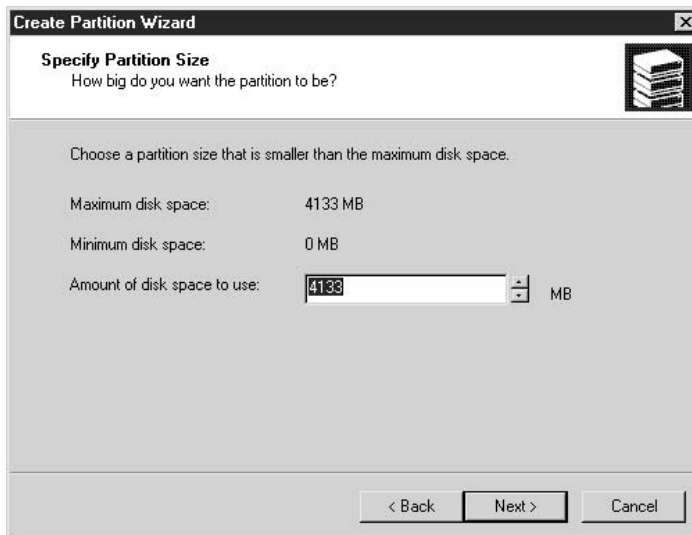 Create Partition Wizard
Specify Partition Size
How big do you want the partition to be?
Choose a partition size that is smaller than the maximum disk space.
Maximum disk space: 4133 MB
Minimum disk space: 0 MB
Amount of disk space to use: 4133 MB
< Back Next > Cancel